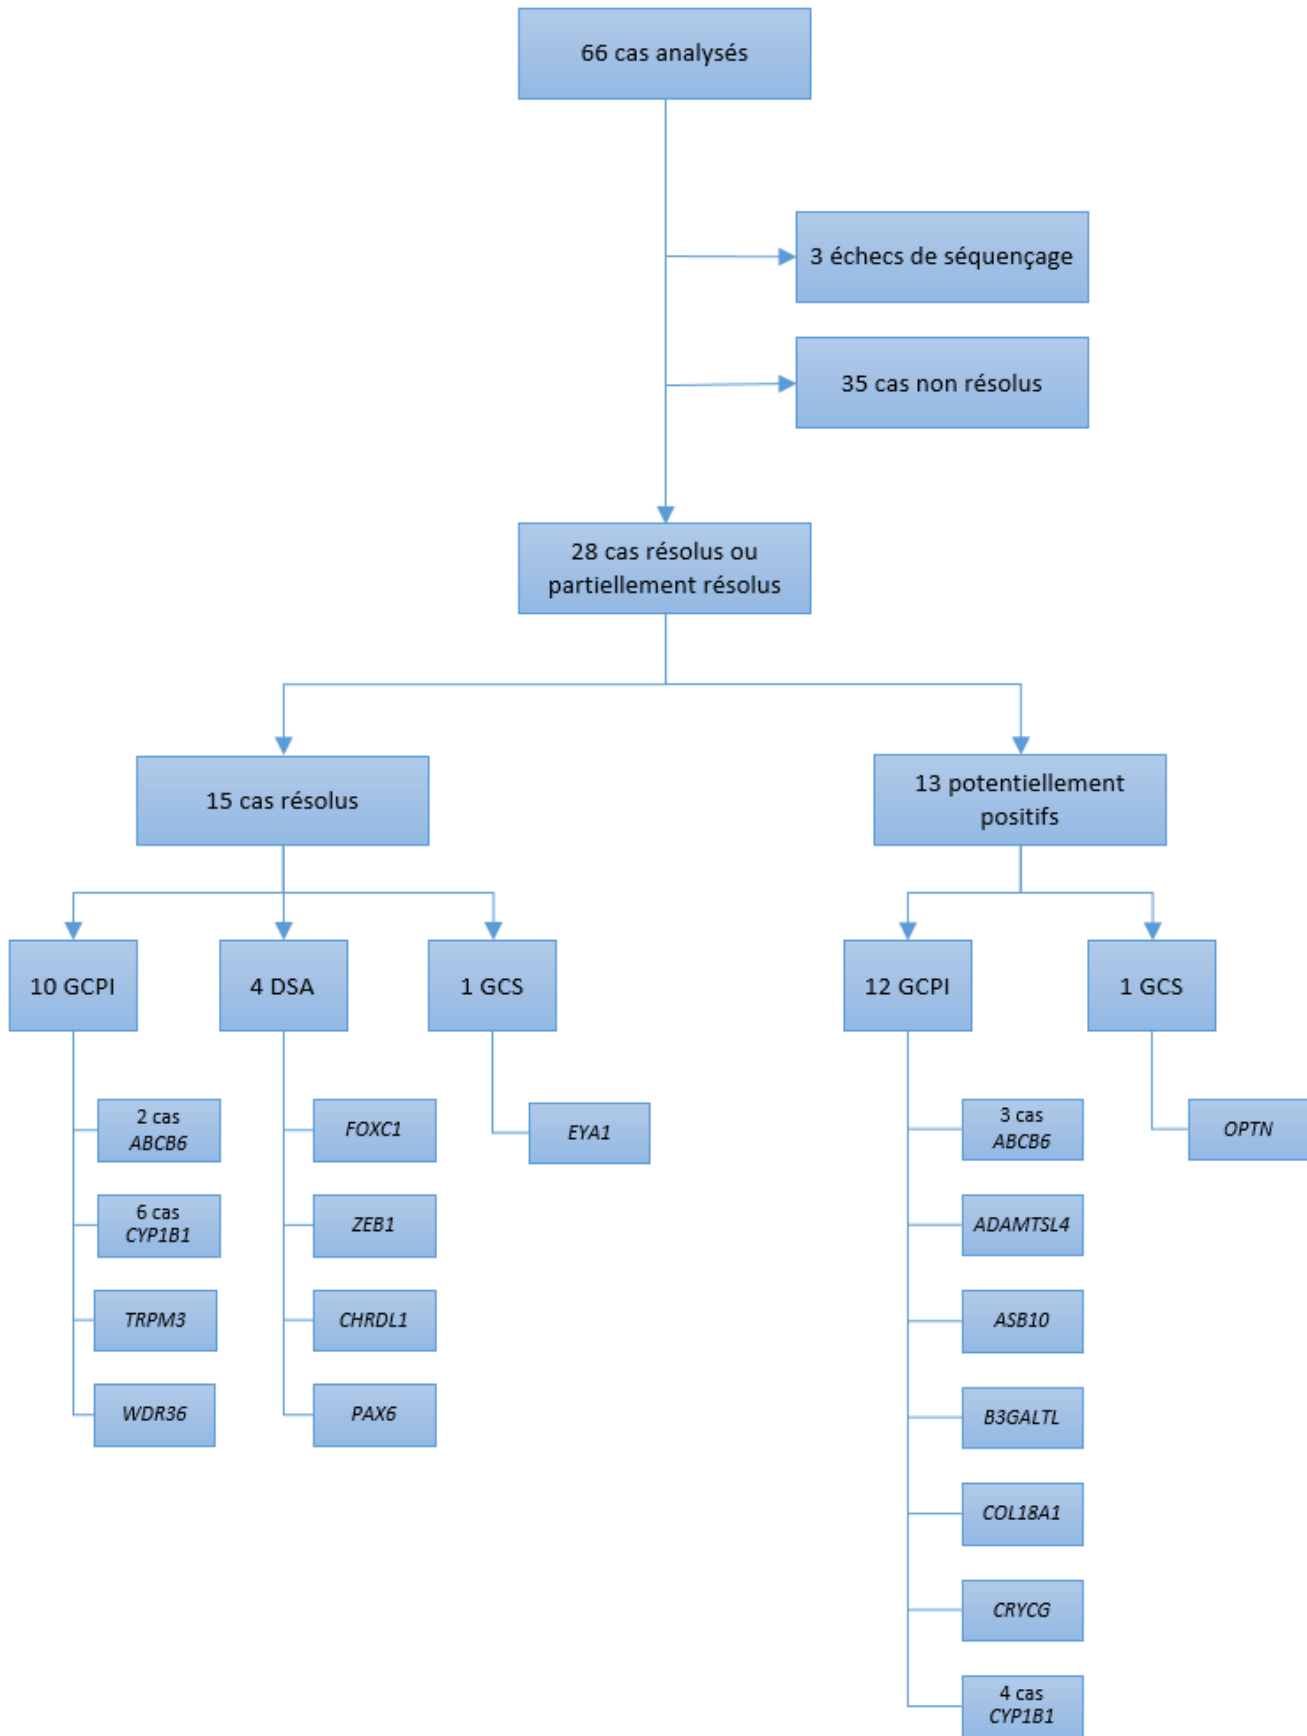 66 cas analysés
3 échecs de séquençage
35 cas non résolus
28 cas résolus ou
partiellement résolus
15 cas résolus
13 potentiellement
positifs
10 GCPI
4 DSA
1 GCS
12 GCPI
1 GCS
2 cas
ABCB6
6 cas
CYP1B1
TRPM3
WDR36
FOXC1
ZEB1
CHRDL1
PAX6
EYA1
3 cas
ABCB6
ADAMTSL4
ASB10
B3GALTL
COL18A1
CRYCG
4 cas
CYP1B1
OPTN